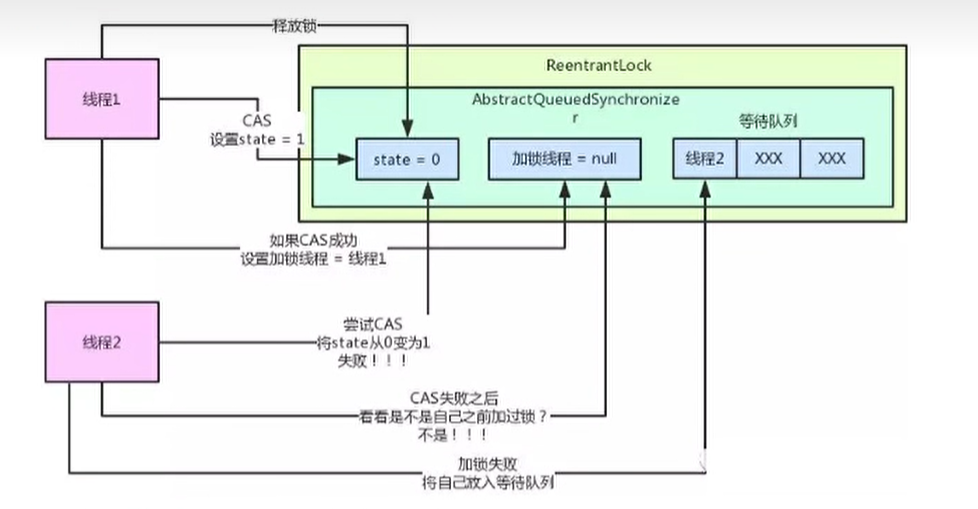 释放锁
ReentrantLock
线程1
AbstractQueuedSynchronize
r
CAS
设置state = 1
等待队列
state = 0
加锁线程 = null
线程2
XXX
XXX
如果CAS成功
设置加锁线程 = 线程1
线程2
尝试CAS
将state从0变为1
失败！！！
CAS失败之后
看看是不是自己之前加过锁？
不是！！！
加锁失败
将自己放入等待队列